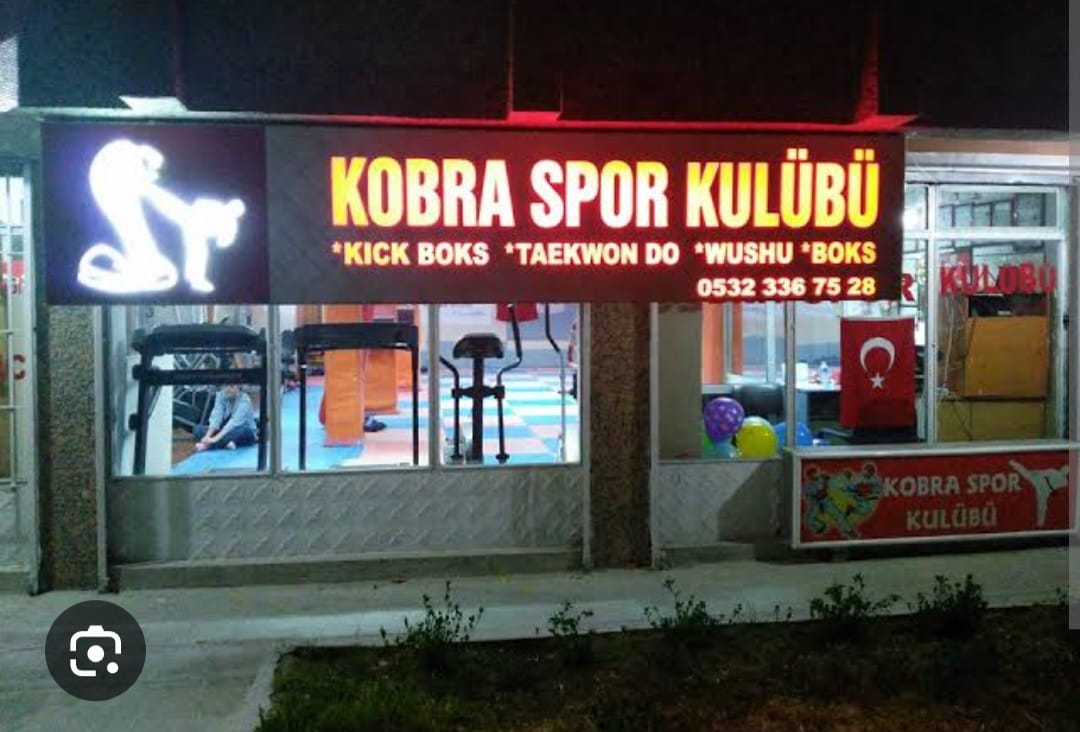 KOBRA SPOR KULÜBÜ
*KICK BOKS *TAEKWON DO *WUSHU *BOKS
0532 336 75 28
KULÜBÜ
KOBRA SPOR
KULÜBÜ